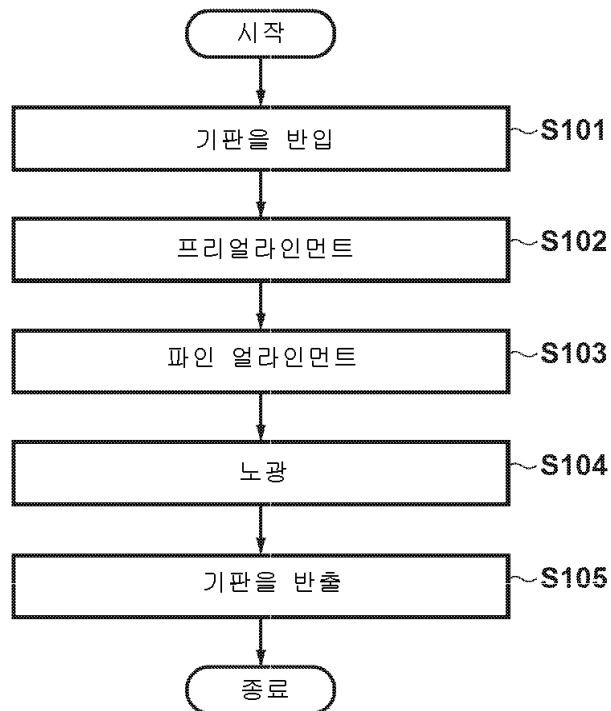 시작
기판을 반입
S101
프리얼라인먼트
S102
파인 얼라인먼트
S103
노광
S104
기판을 반출
S105
종료